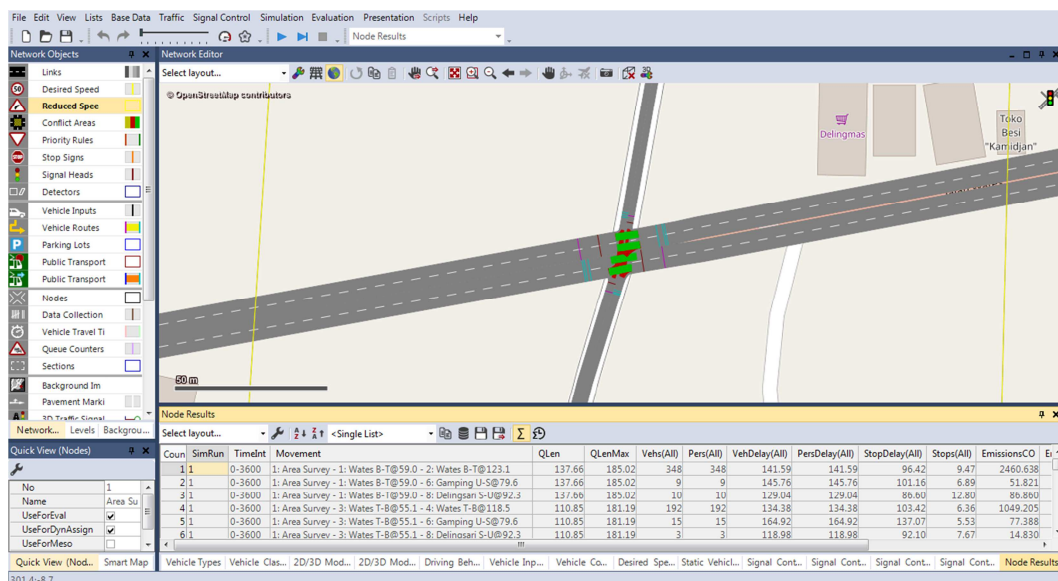 File Edit View Lists Base Data Traffic Signal Control Simulation Evaluation Presentation Scripts Help
Node Results
Network Objects
Network Editor
Select layout...
Links
Desired Speed
Reduced Spee
Conflict Areas
Priority Rules
Stop Signs
Signal Heads
Detectors
Vehicle Inputs
Vehicle Routes
Parking Lots
Public Transport
Public Transport
Nodes
Data Collection
Vehicle Travel Ti
Queue Counters
Sections
Background Im
Pavement Marki
3D Traffic Signal
Network... Levels Backgrou...
© OpenStreetMap contributors
Delingmas
Toko
Besi
"Kamidjan"
50 m
Quick View (Nodes)
No 1
Name Area Su
UseForEval
UseForDynAssign
UseForMeso
Quick View (Nod... Smart Map
Node Results
Select layout... <Single List>
Coun SimRun TimeInt Movement QLen QLenMax Vehs(All) Pers(All) VehDelay(All) PersDelay(All) StopDelay(All) Stops(All) EmissionsCO
1 1 0-3600 1: Area Survey - 1: Wates B-T@59.0 - 2: Wates B-T@123.1 137.66 185.02 348 348 141.59 141.59 96.42 9.47 2460.638
2 1 0-3600 1: Area Survey - 1: Wates B-T@59.0 - 6: Gamping U-S@79.6 137.66 185.02 9 9 145.76 145.76 101.16 6.89 51.821
3 1 0-3600 1: Area Survey - 1: Wates B-T@59.0 - 8: Delingsari S-U@92.3 137.66 185.02 10 10 129.04 129.04 86.60 12.80 86.860
4 1 0-3600 1: Area Survey - 3: Wates T-B@55.1 - 4: Wates T-B@118.5 110.85 181.19 192 192 134.38 134.38 103.42 6.36 1049.205
5 1 0-3600 1: Area Survey - 3: Wates T-B@55.1 - 6: Gamping U-S@79.6 110.85 181.19 15 15 164.92 164.92 137.07 5.53 77.388
6 1 0-3600 1: Area Survey - 3: Wates T-B@55.1 - 8: Delingsari S-U@92.3 110.85 181.19 3 3 118.98 118.98 92.10 7.67 14.830
Vehicle Types Vehicle Clas... 2D/3D Mod... 2D/3D Mod... Driving Beh... Vehicle Inp... Vehicle Co... Desired Spe... Static Vehicl... Signal Cont... Signal Cont... Signal Cont... Signal Cont... Node Results
301.4:-8.7